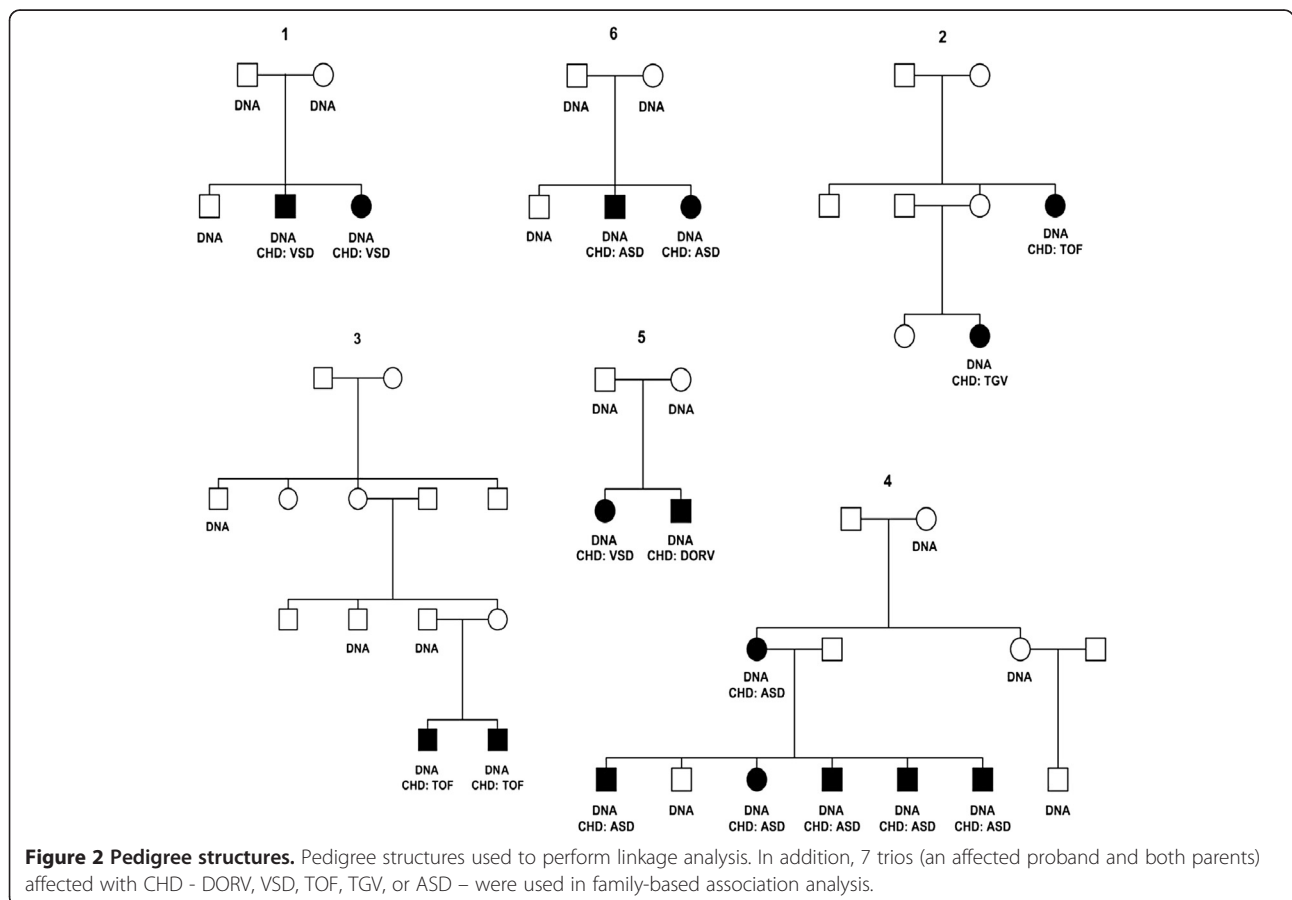 1
6
2
DNA DNA
DNA DNA
DNA DNA DNA
CHD: VSD CHD: VSD
DNA DNA DNA
CHD: ASD CHD: ASD
DNA
CHD: TOF
DNA
CHD: TGV
3
DNA
DNA DNA
DNA DNA
CHD: TOF CHD: TOF
5
DNA DNA
DNA DNA
CHD: VSD CHD: DORV
4
DNA
DNA DNA
CHD: ASD
DNA DNA DNA DNA DNA DNA DNA
CHD: ASD CHD: ASD CHD: ASD CHD: ASD CHD: ASD
Figure 2 Pedigree structures. Pedigree structures used to perform linkage analysis. In addition, 7 trios (an affected proband and both parents)
affected with CHD - DORV, VSD, TOF, TGV, or ASD – were used in family-based association analysis.